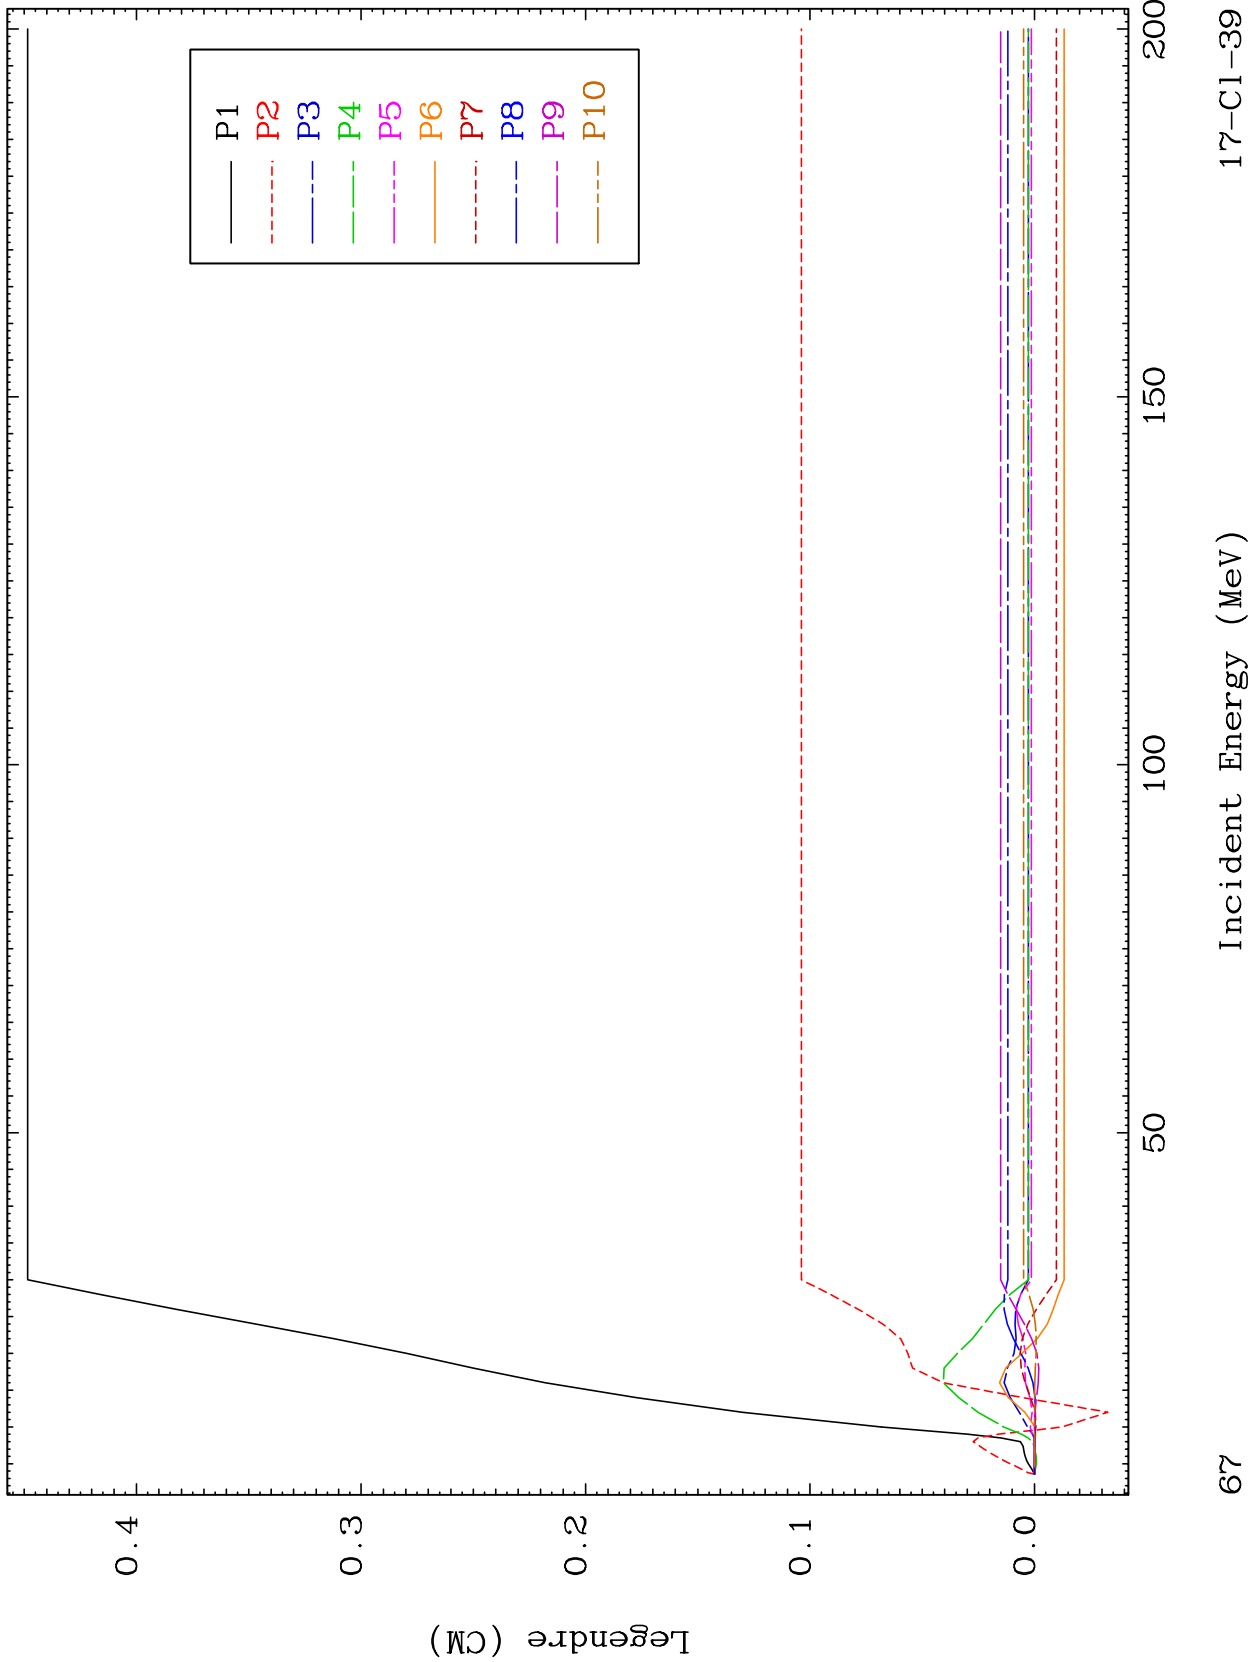 P1
P2
P3
P4
P5
P6
P7
P8
P9
P10
0.4
0.3
0.2
0.1
0.0
Legendre (CM)
50
100
150
200
Incident Energy (MeV)
67
17-Cl-39